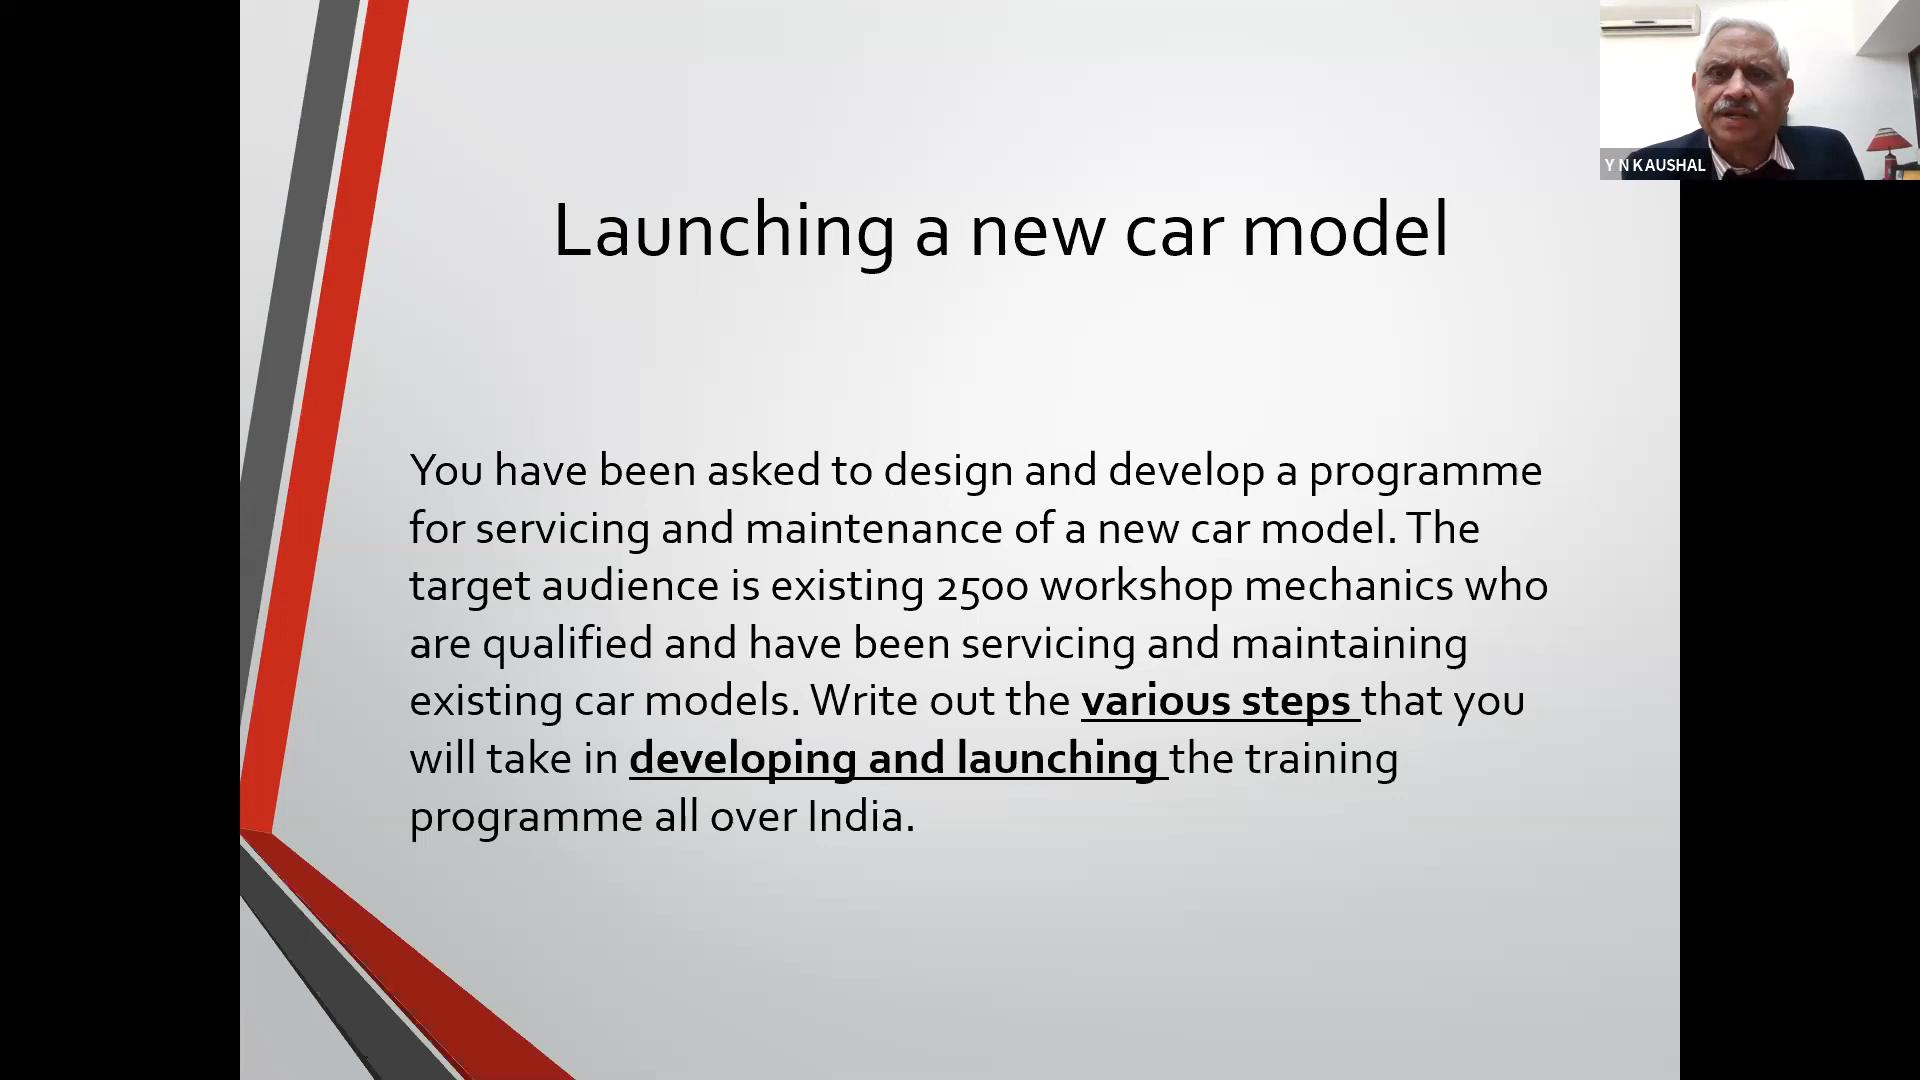 Launching a new car model
You have been asked to design and develop a programme
for servicing and maintenance of a new car model. The
target audience is existing 2500 workshop mechanics who
are qualified and have been servicing and maintaining
existing car models. Write out the various steps that you
will take in developing and launching the training
programme all over India.
Y N KAUSHAL